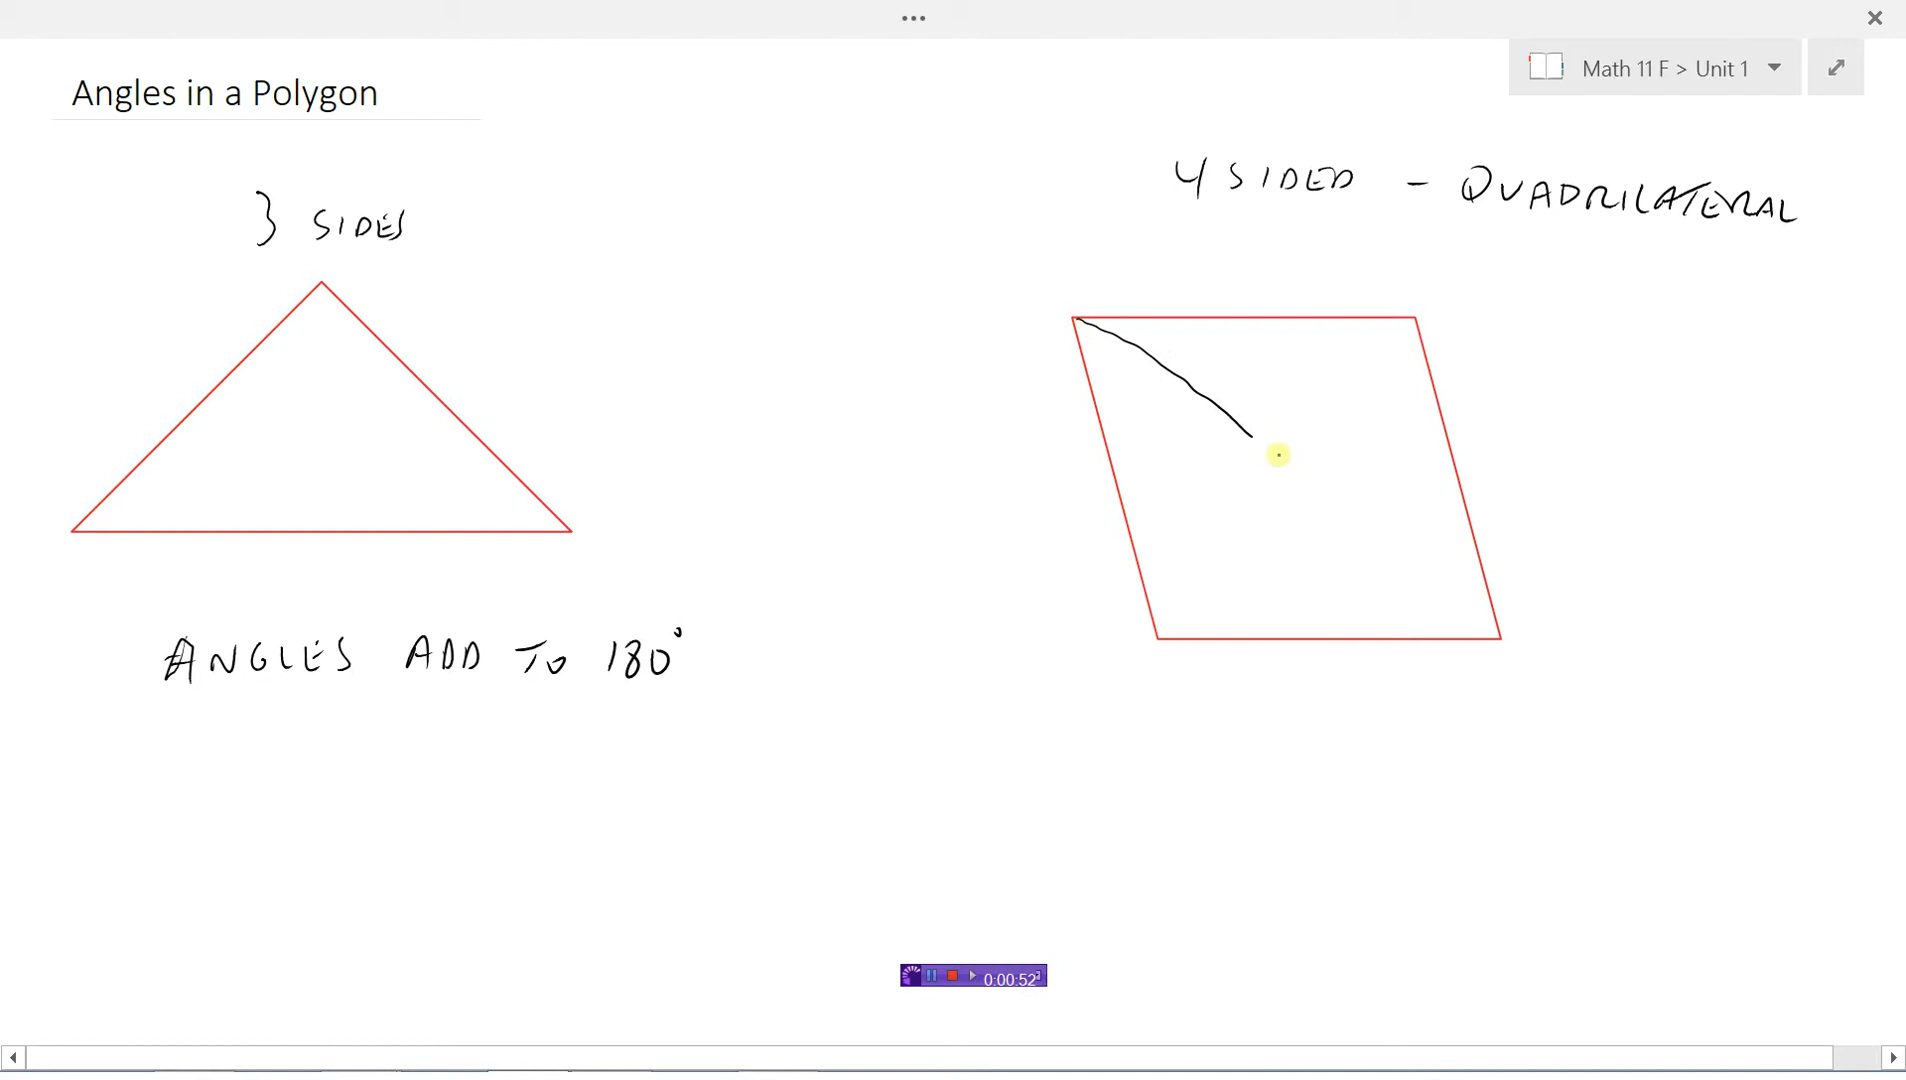 Math 11 F > Unit 1
Angles in a Polygon
4 SIDED - QUADRILATERAL
3 SIDES
ANGLES ADD TO 180°
0:00:52